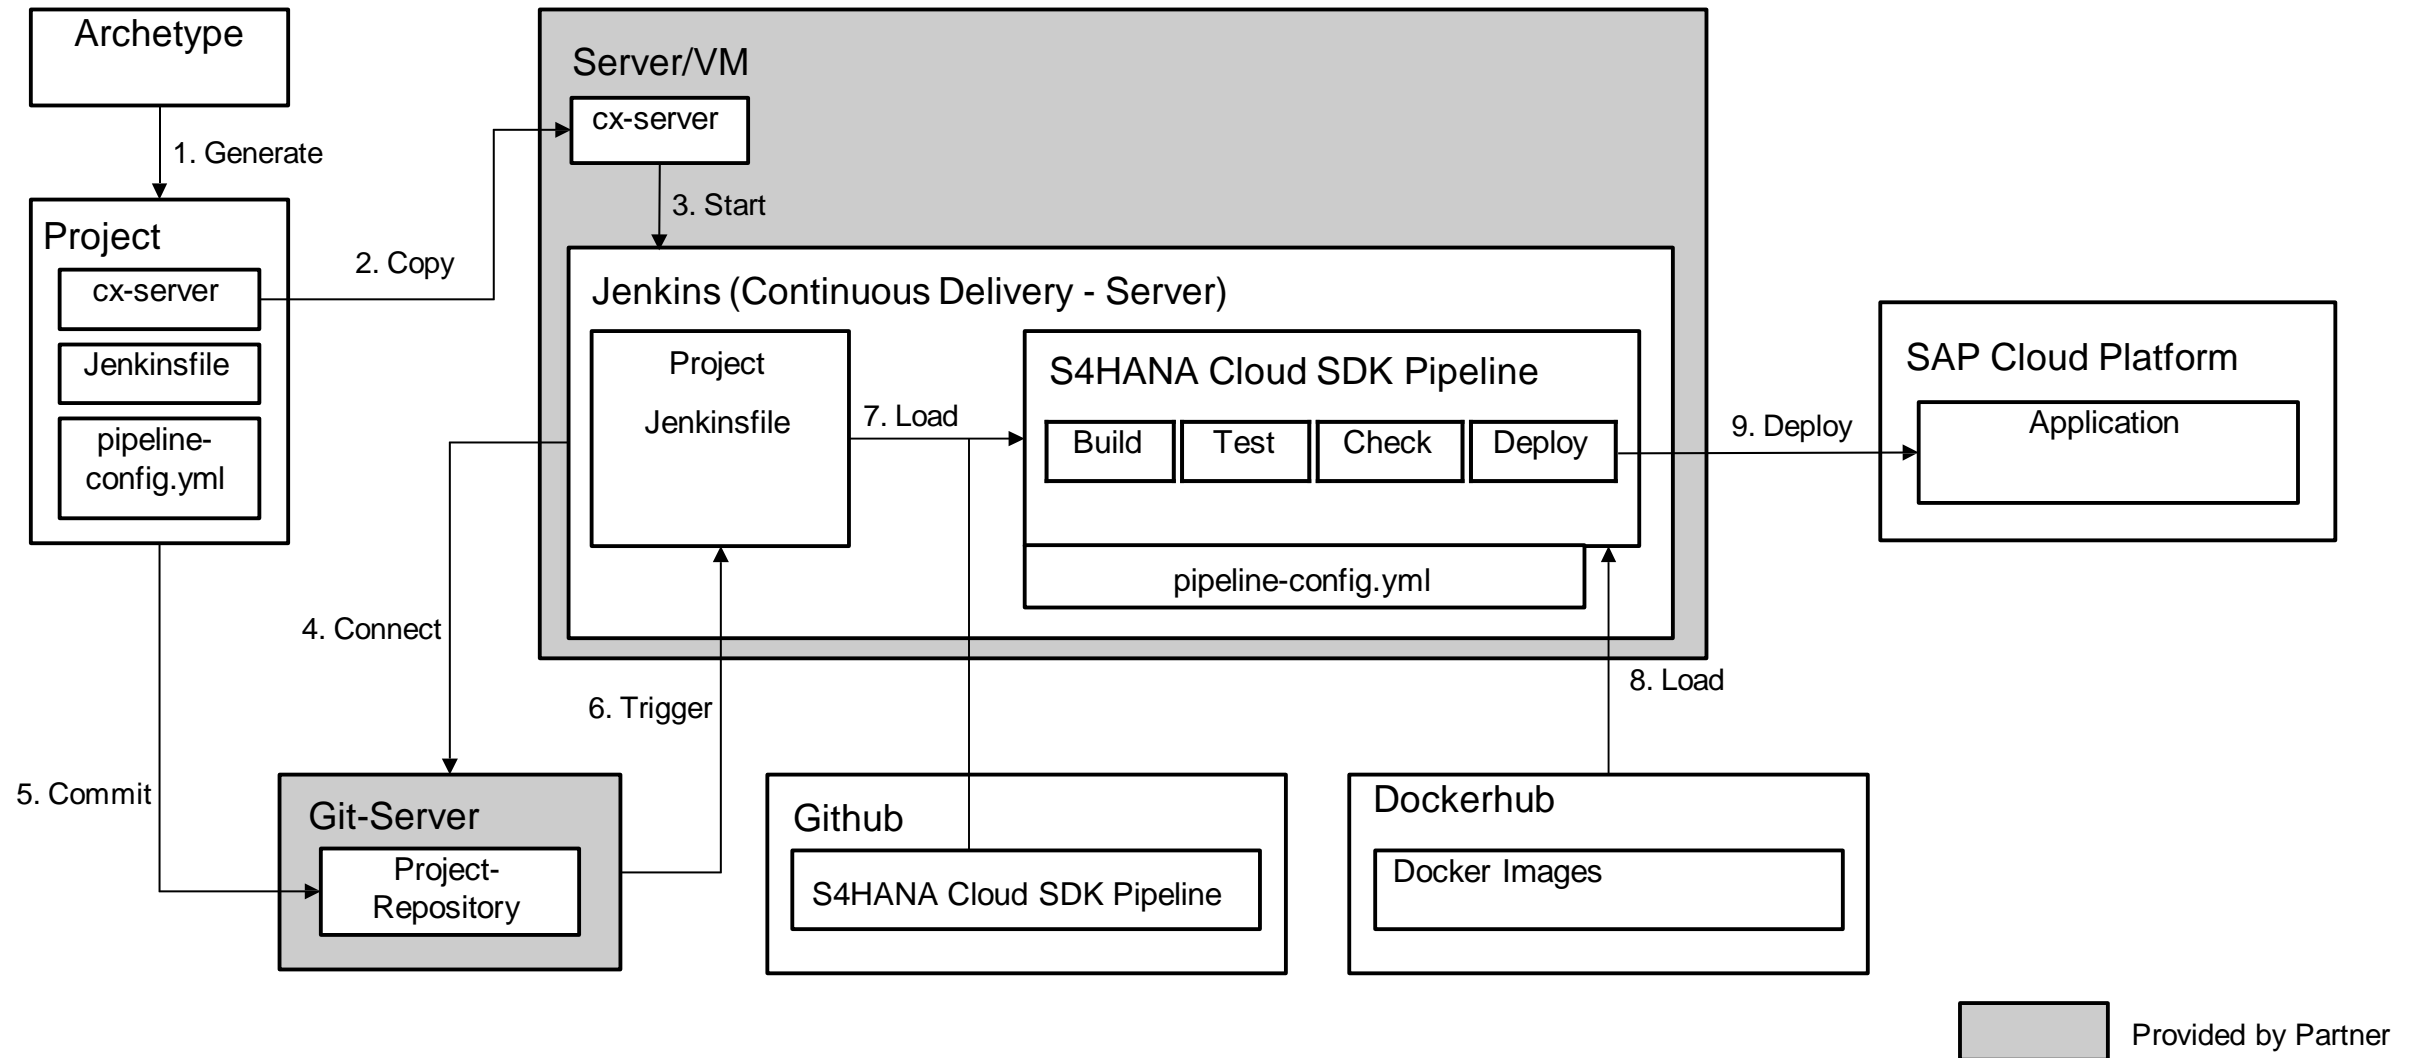 Archetype
1. Generate
Project
cx-server
Jenkinsfile
pipeline-
config.yml
2. Copy
Server/VM
cx-server
3. Start
Jenkins (Continuous Delivery - Server)
Project
Jenkinsfile
7. Load
S4HANA Cloud SDK Pipeline
Build
Test
Check
Deploy
pipeline-config.yml
9. Deploy
SAP Cloud Platform
Application
4. Connect
5. Commit
6. Trigger
8. Load
Git-Server
Project-
Repository
Github
S4HANA Cloud SDK Pipeline
Dockerhub
Docker Images
Provided by Partner